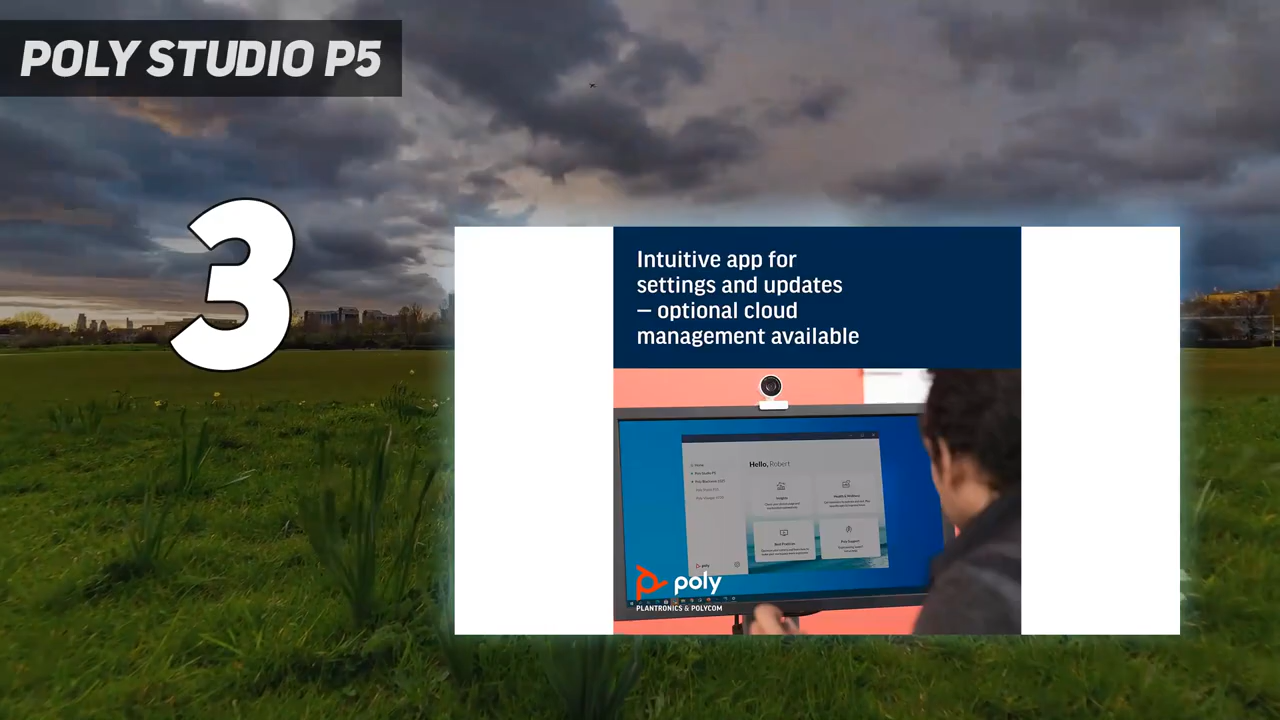 POLY STUDIO P5
3
Intuitive app for
settings and updates
— optional cloud
management available
Hello, Robert
poly
PLANTRONICS & POLYCOM